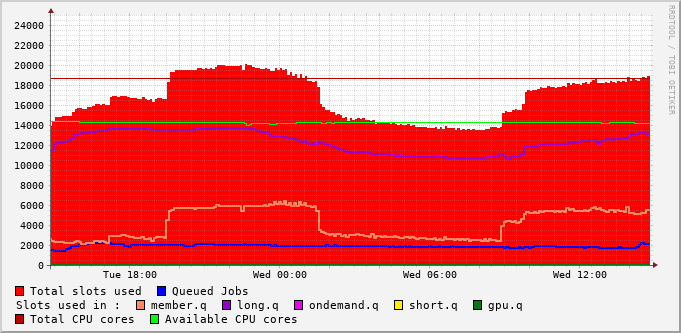 24000
22000
20000
18000
16000
14000
12000
10000
8000
6000
4000
2000
0
Tue 18:00 Wed 00:00 Wed 06:00 Wed 12:00
Total slots used Queued Jobs
Slots used in : member.q long.q ondemand.q short.q gpu.q
Total CPU cores Available CPU cores
RRDTOOL / TOBI OETIKER